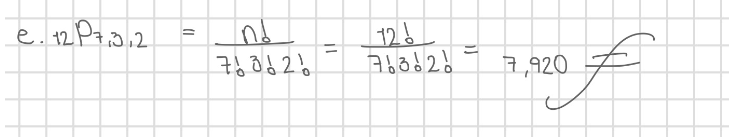 e. 12P7,3,2 = n! / 7!3!2! = 12! / 7!3!2! = 7,920